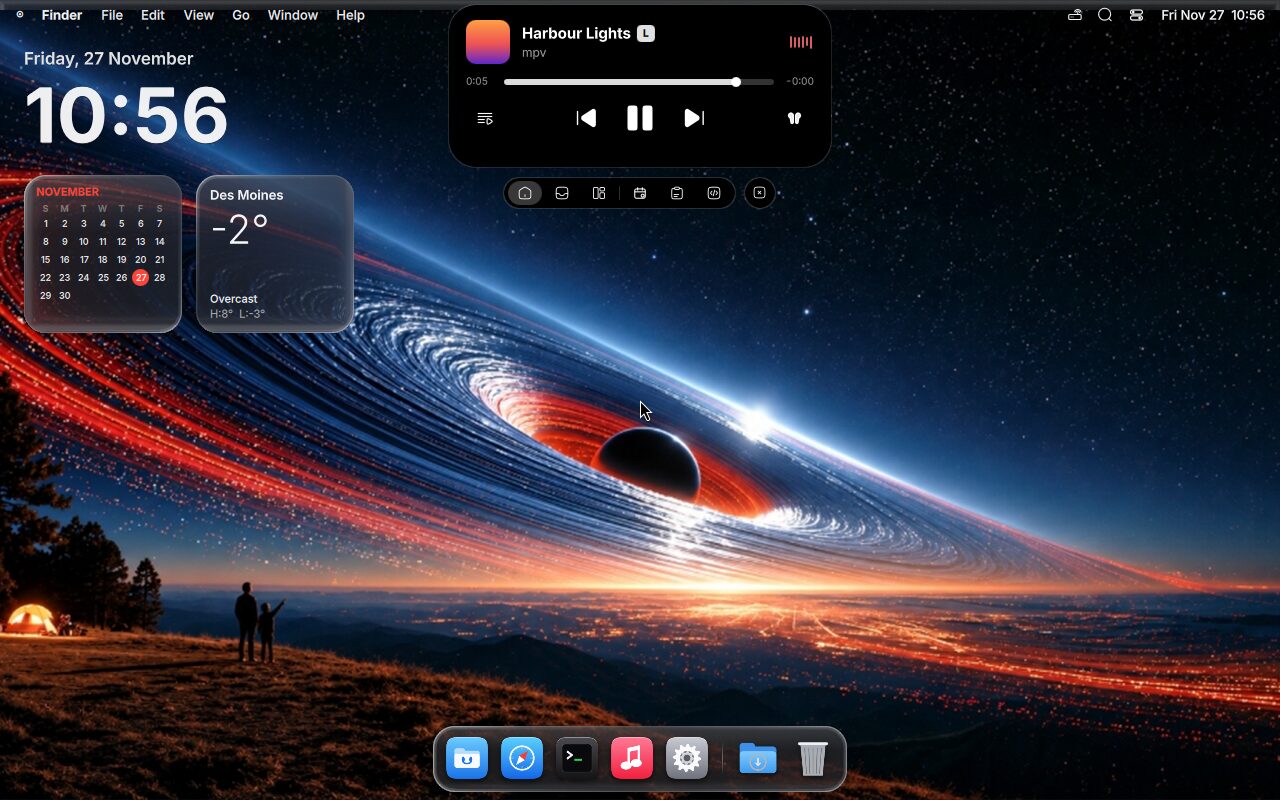 Finder File Edit View Go Window Help
Fri Nov 27 10:56
Friday, 27 November
10:56
Harbour Lights L
mpv
0:05 -0:00
NOVEMBER
S M T W T F S
1 2 3 4 5 6 7
8 9 10 11 12 13 14
15 16 17 18 19 20 21
22 23 24 25 26 27 28
29 30
Des Moines
-2°
Overcast
H:8° L:-3°